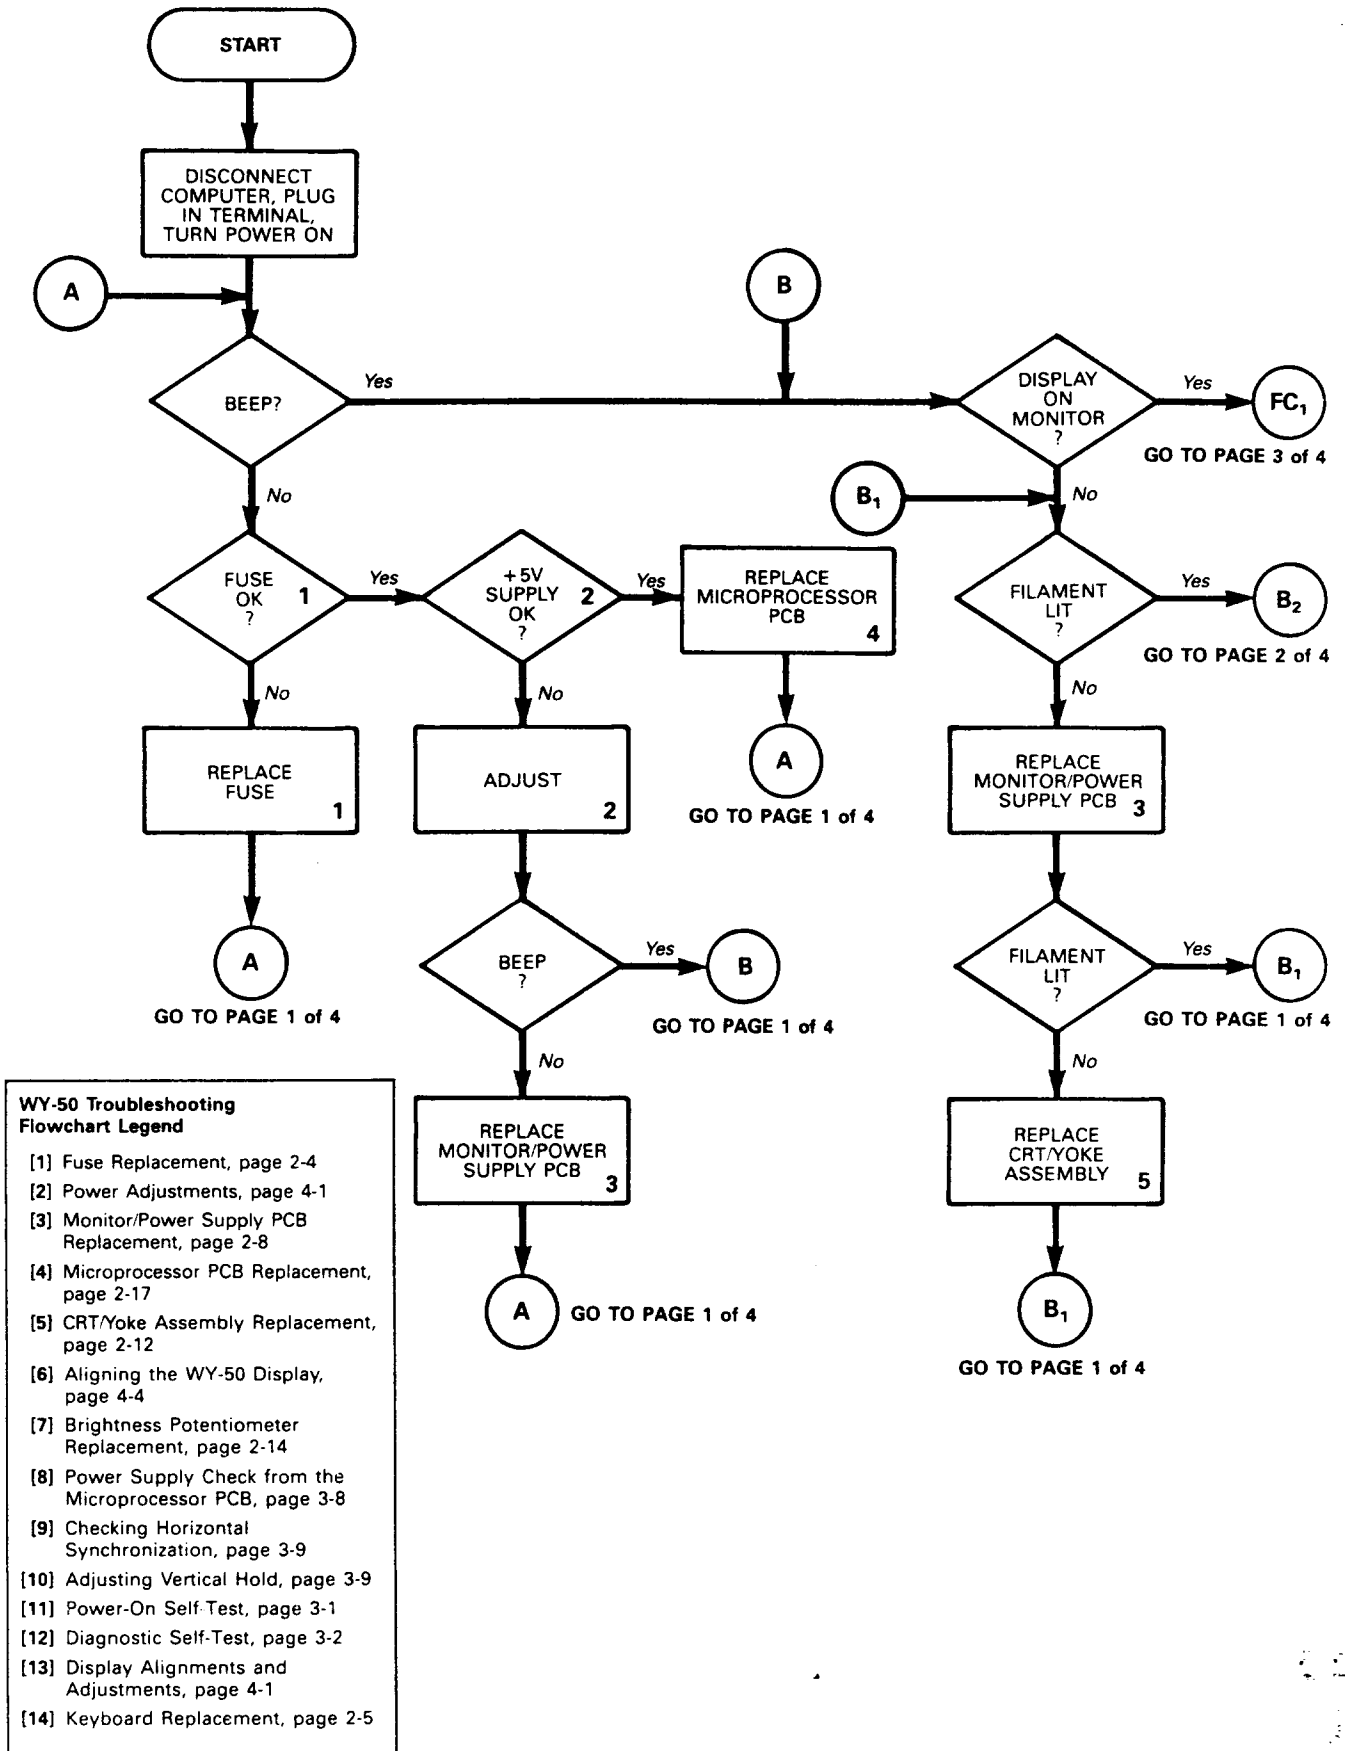 START
DISCONNECT
COMPUTER, PLUG
IN TERMINAL,
TURN POWER ON
A
B
BEEP?
Yes
DISPLAY
ON
MONITOR
?
Yes
FC₁
GO TO PAGE 3 of 4
No
B₁
No
FUSE
OK
?
1
Yes
+5V
SUPPLY
OK
?
2
Yes
REPLACE
MICROPROCESSOR
PCB
4
FILAMENT
LIT
?
Yes
B₂
GO TO PAGE 2 of 4
No
No
No
REPLACE
FUSE
1
ADJUST
2
A
GO TO PAGE 1 of 4
REPLACE
MONITOR/POWER
SUPPLY PCB
3
A
GO TO PAGE 1 of 4
BEEP
?
Yes
B
GO TO PAGE 1 of 4
FILAMENT
LIT
?
Yes
B₁
GO TO PAGE 1 of 4
No
No
REPLACE
MONITOR/POWER
SUPPLY PCB
3
REPLACE
CRT/YOKE
ASSEMBLY
5
A
GO TO PAGE 1 of 4
B₁
GO TO PAGE 1 of 4
WY-50 Troubleshooting
Flowchart Legend
[1] Fuse Replacement, page 2-4
[2] Power Adjustments, page 4-1
[3] Monitor/Power Supply PCB
Replacement, page 2-8
[4] Microprocessor PCB Replacement,
page 2-17
[5] CRT/Yoke Assembly Replacement,
page 2-12
[6] Aligning the WY-50 Display,
page 4-4
[7] Brightness Potentiometer
Replacement, page 2-14
[8] Power Supply Check from the
Microprocessor PCB, page 3-8
[9] Checking Horizontal
Synchronization, page 3-9
[10] Adjusting Vertical Hold, page 3-9
[11] Power-On Self-Test, page 3-1
[12] Diagnostic Self-Test, page 3-2
[13] Display Alignments and
Adjustments, page 4-1
[14] Keyboard Replacement, page 2-5